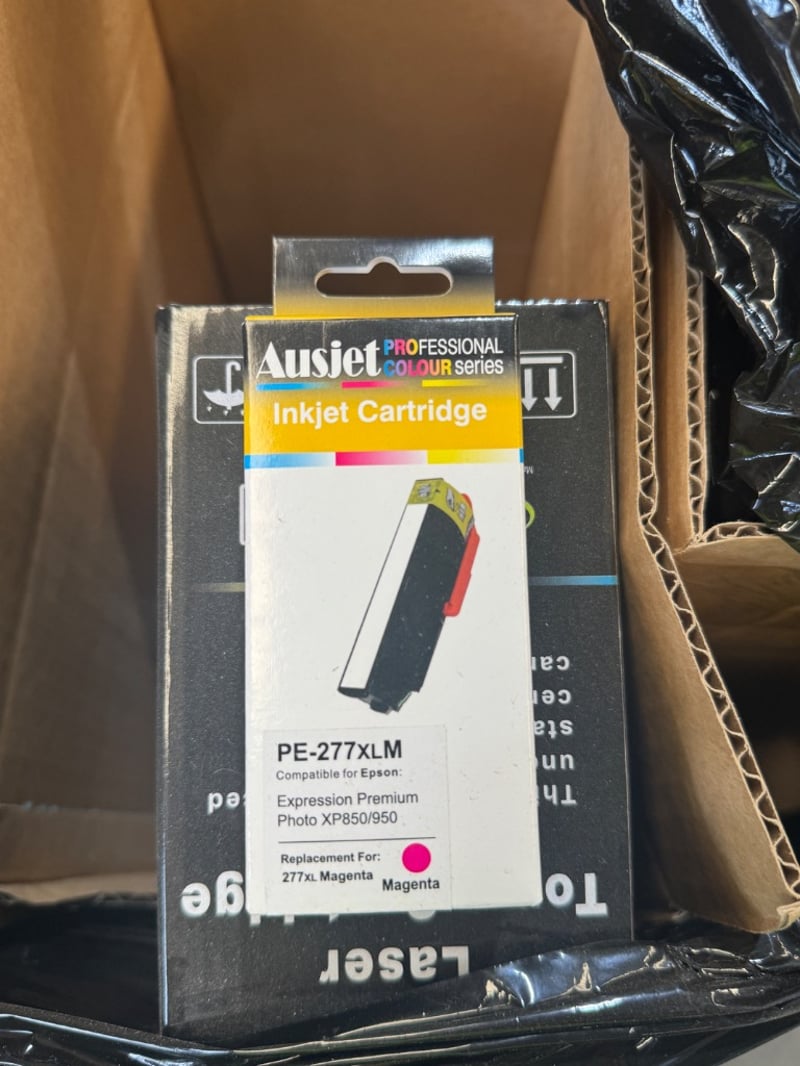 Ausjet PROFESSIONAL
COLOUR series
Inkjet Cartridge
PE-277XLM
Compatible for Epson:
Expression Premium
Photo XP850/950
Replacement For:
277XL Magenta
Magenta
Laser